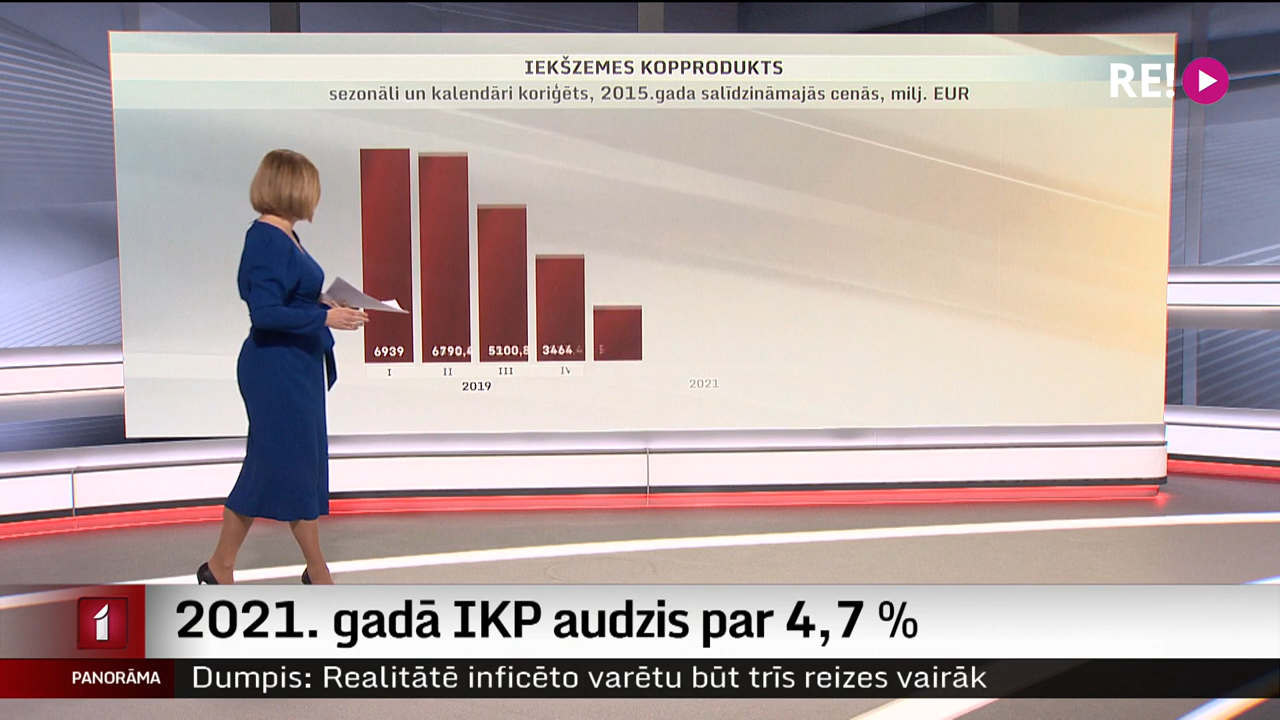 IEKŠZEMES KOPPRODUKTS
sezonāli un kalendāri koriģēts, 2015.gada salīdzināmajās cenās, milj. EUR
RE!
6939 6790,4 5100,8 3464,4
I II III IV
2019 2021
1 2021. gadā IKP audzis par 4,7 %
PANORĀMA Dumpis: Realitātē inficēto varētu būt trīs reizes vairāk